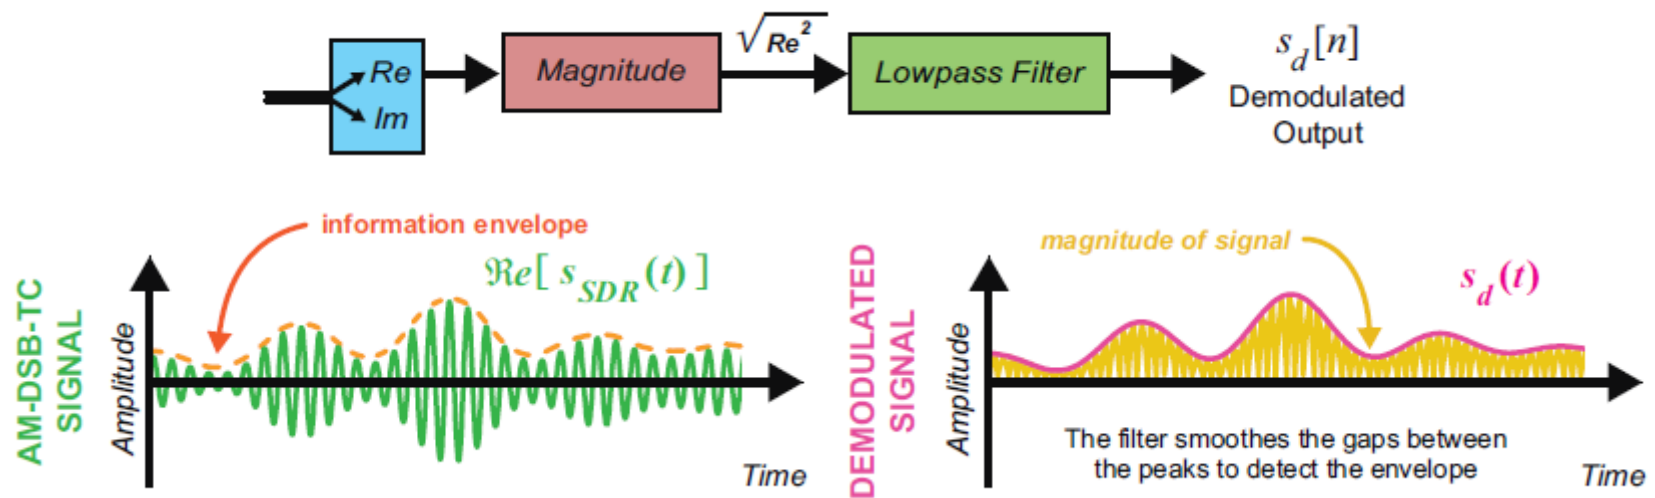 Re
Im
Magnitude
√Re²
Lowpass Filter
s_d[n]
Demodulated
Output
AM-DSB-TC
SIGNAL
Amplitude
information envelope
ℜe[ s_SDR(t) ]
Time
DEMODULATED
SIGNAL
Amplitude
magnitude of signal
s_d(t)
The filter smoothes the gaps between
the peaks to detect the envelope
Time